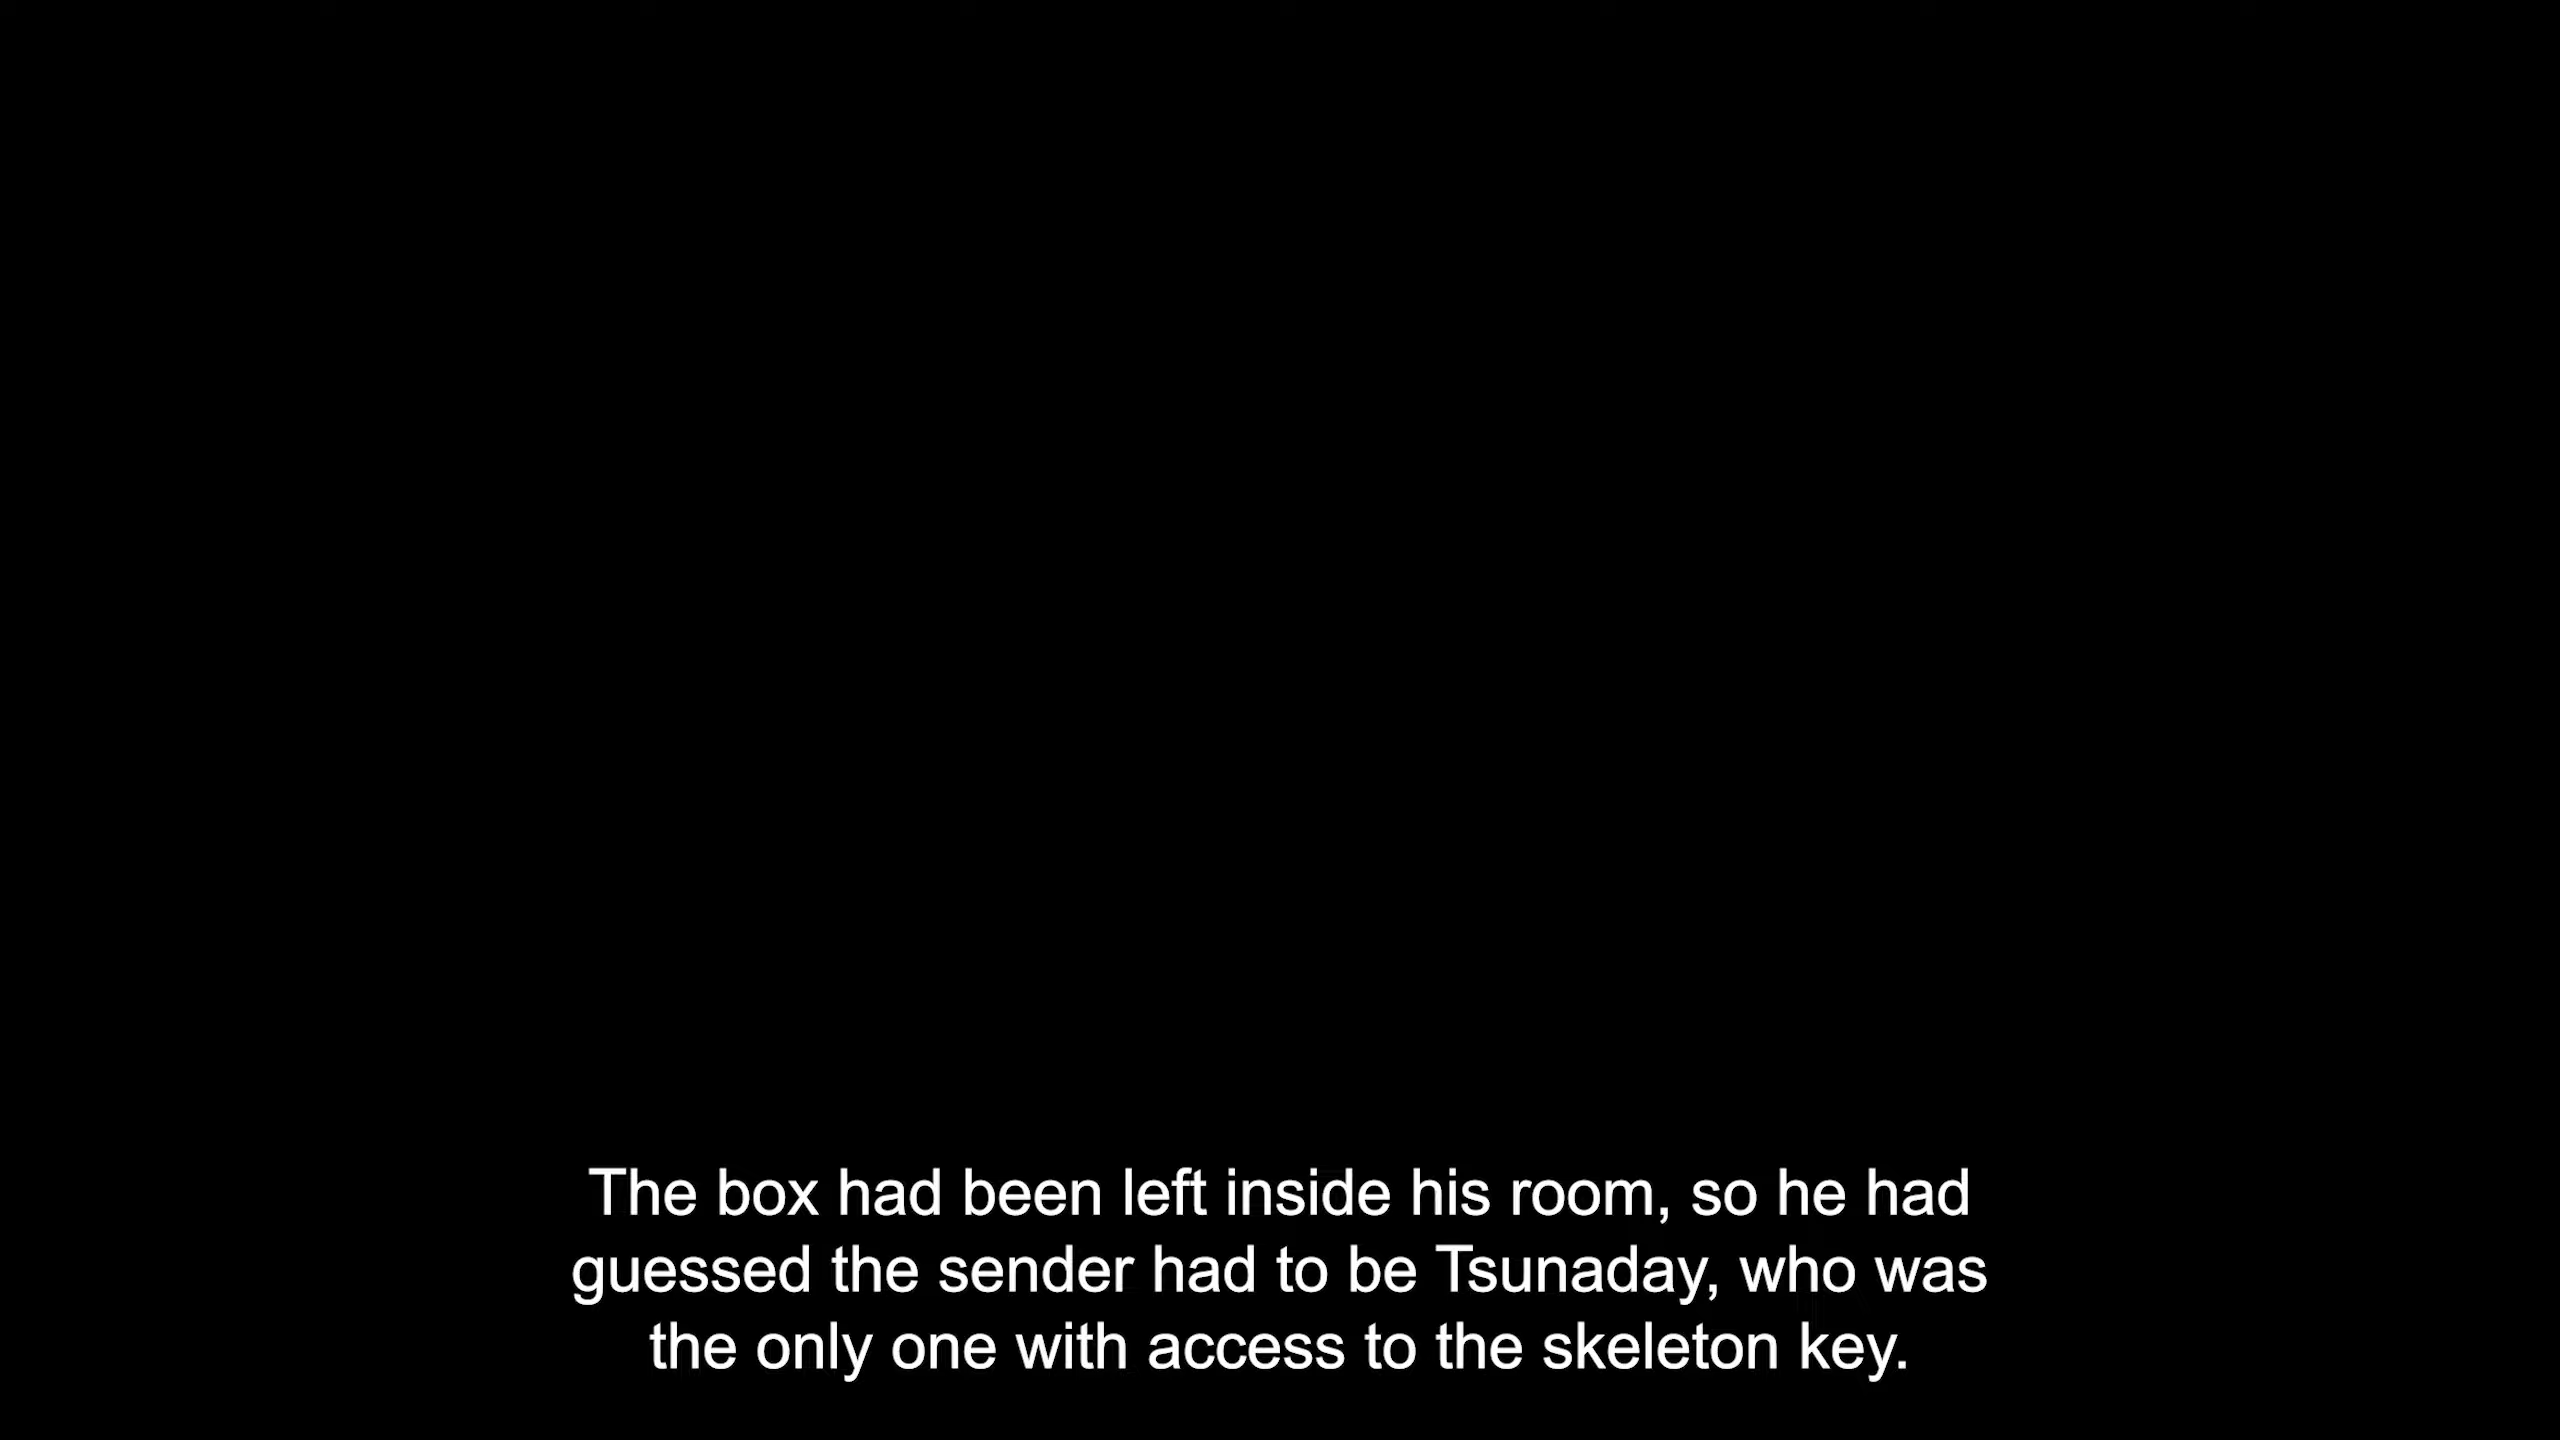 The box had been left inside his room, so he had
guessed the sender had to be Tsunaday, who was
the only one with access to the skeleton key.